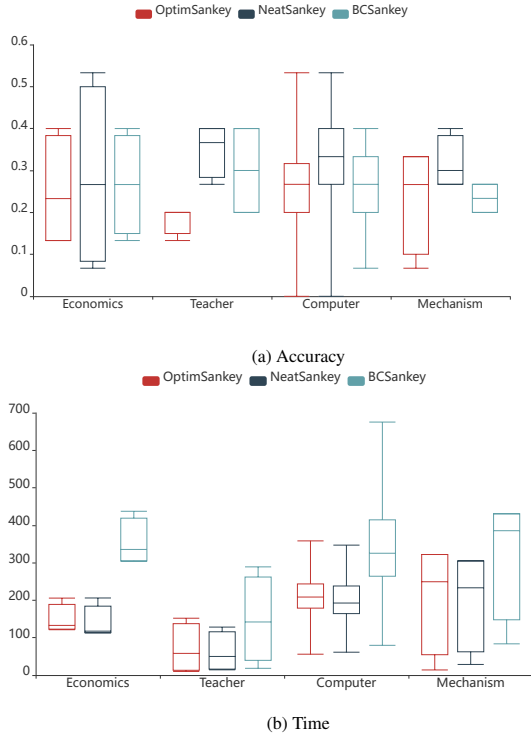 OptimSankey NeatSankey BCSankey
0.6
0.5
0.4
0.3
0.2
0.1
0
Economics Teacher Computer Mechanism
(a) Accuracy
OptimSankey NeatSankey BCSankey
700
600
500
400
300
200
100
0
Economics Teacher Computer Mechanism
(b) Time